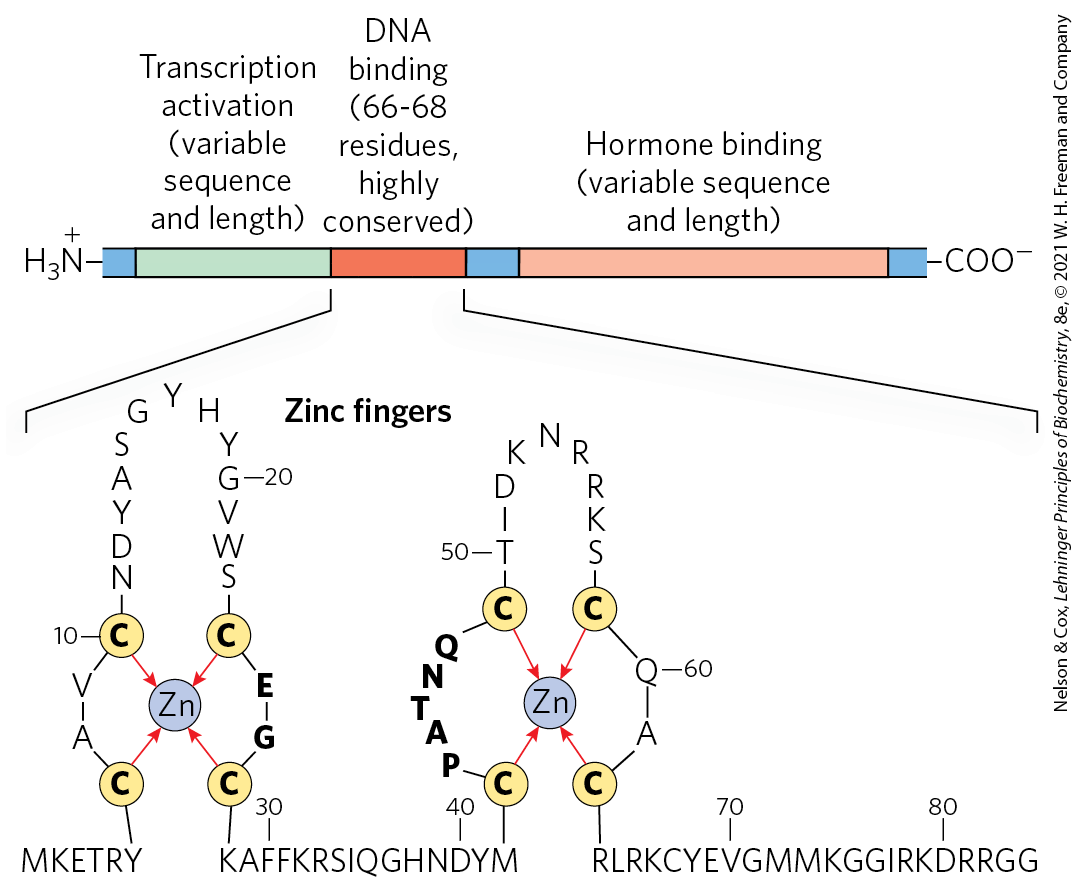 DNA
Transcription binding
activation (66-68
(variable residues,
sequence highly
and length) conserved)
Hormone binding
(variable sequence
and length)
+
H₃N COO⁻
Zinc fingers
G Y H
S Y
A G 20
Y V
D W
N S
10 C C
V E
Zn
A G
C C
MKETRY
30
40
KAFFKRSIQGHNDYM
K N R
D R
I K
50 T S
C C
Q
N Q 60
T Zn
A A
P
C C
70
80
RLRKCYEVGMMKGGIRKDRRGG
Nelson & Cox, Lehninger Principles of Biochemistry, 8e, © 2021 W. H. Freeman and Company